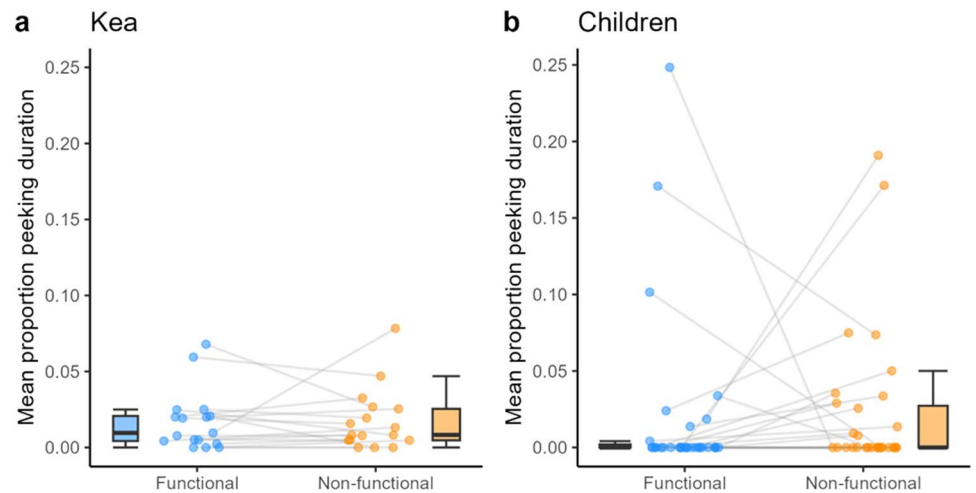 a Kea
Mean proportion peeking duration
0.25
0.20
0.15
0.10
0.05
0.00
Functional Non-functional
b Children
Mean proportion peeking duration
0.25
0.20
0.15
0.10
0.05
0.00
Functional Non-functional